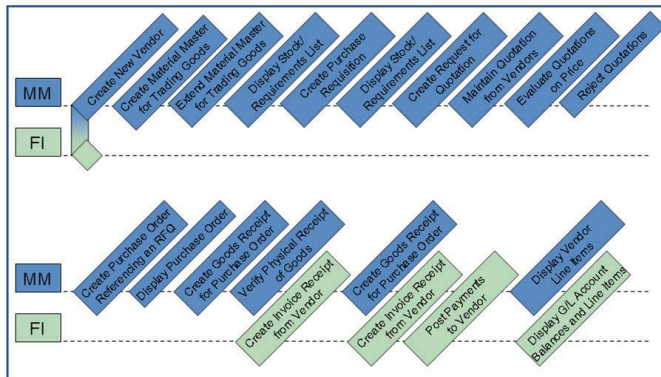 MM
Create New Vendor
Create Material Master
for Trading Goods
Extend Material Master
for Trading Goods
Display Stock/
Requirements List
Create Purchase
Requisition
Display Stock/
Requirements List
Create Request for
Quotation
Maintain Quotation
from Vendors
Evaluate Quotations
on Price
Reject Quotations
FI
MM
Create Purchase Order
Referencing an RFQ
Display Purchase Order
Create Goods Receipt
for Purchase Order
Verify Physical Receipt
of Goods
Create Goods Receipt
for Purchase Order
Display Vendor
Line Items
FI
Create Invoice Receipt
from Vendor
Create Invoice Receipt
from Vendor
Post Payments
to Vendor
Display G/L Account
Balances and Line Items